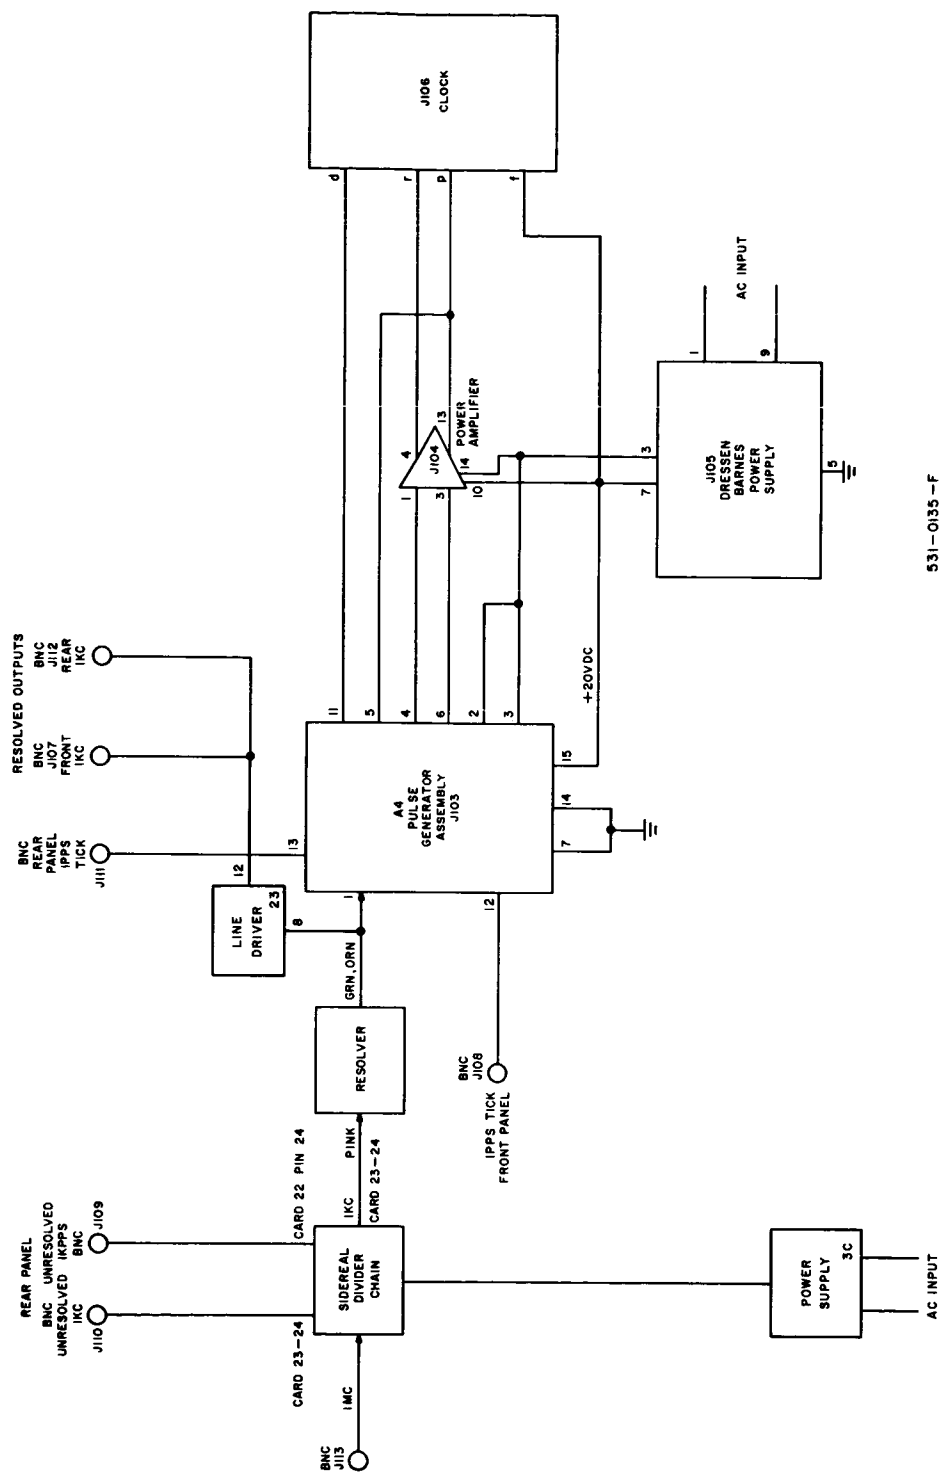 REAR PANEL
BNC UNRESOLVED
UNRESOLVED 1KPPS
1KC BNC
J110
J109
CARD 23-24
CARD 22 PIN 24
BNC
J113
1MC
SIDEREAL
DIVIDER
CHAIN
1KC
PINK
CARD 23-24
RESOLVER
GRN, ORN
LINE
DRIVER
23
8
12
BNC
REAR
PANEL
1PPS
TICK
J111
RESOLVED OUTPUTS
BNC
J107
FRONT
1KC
BNC
J112
REAR
1KC
1
13
12
BNC
J108
1PPS TICK
FRONT PANEL
A4
PULSE
GENERATOR
ASSEMBLY
J103
11
5
4
6
2
3
7
14
15
+20VDC
1
3
4
13
J104
14
10
POWER
AMPLIFIER
d
r
p
f
J106
CLOCK
7
13
J105
DRESSEN
BARNES
POWER
SUPPLY
1
9
AC INPUT
5
POWER
SUPPLY
3C
AC INPUT
531-0135-F